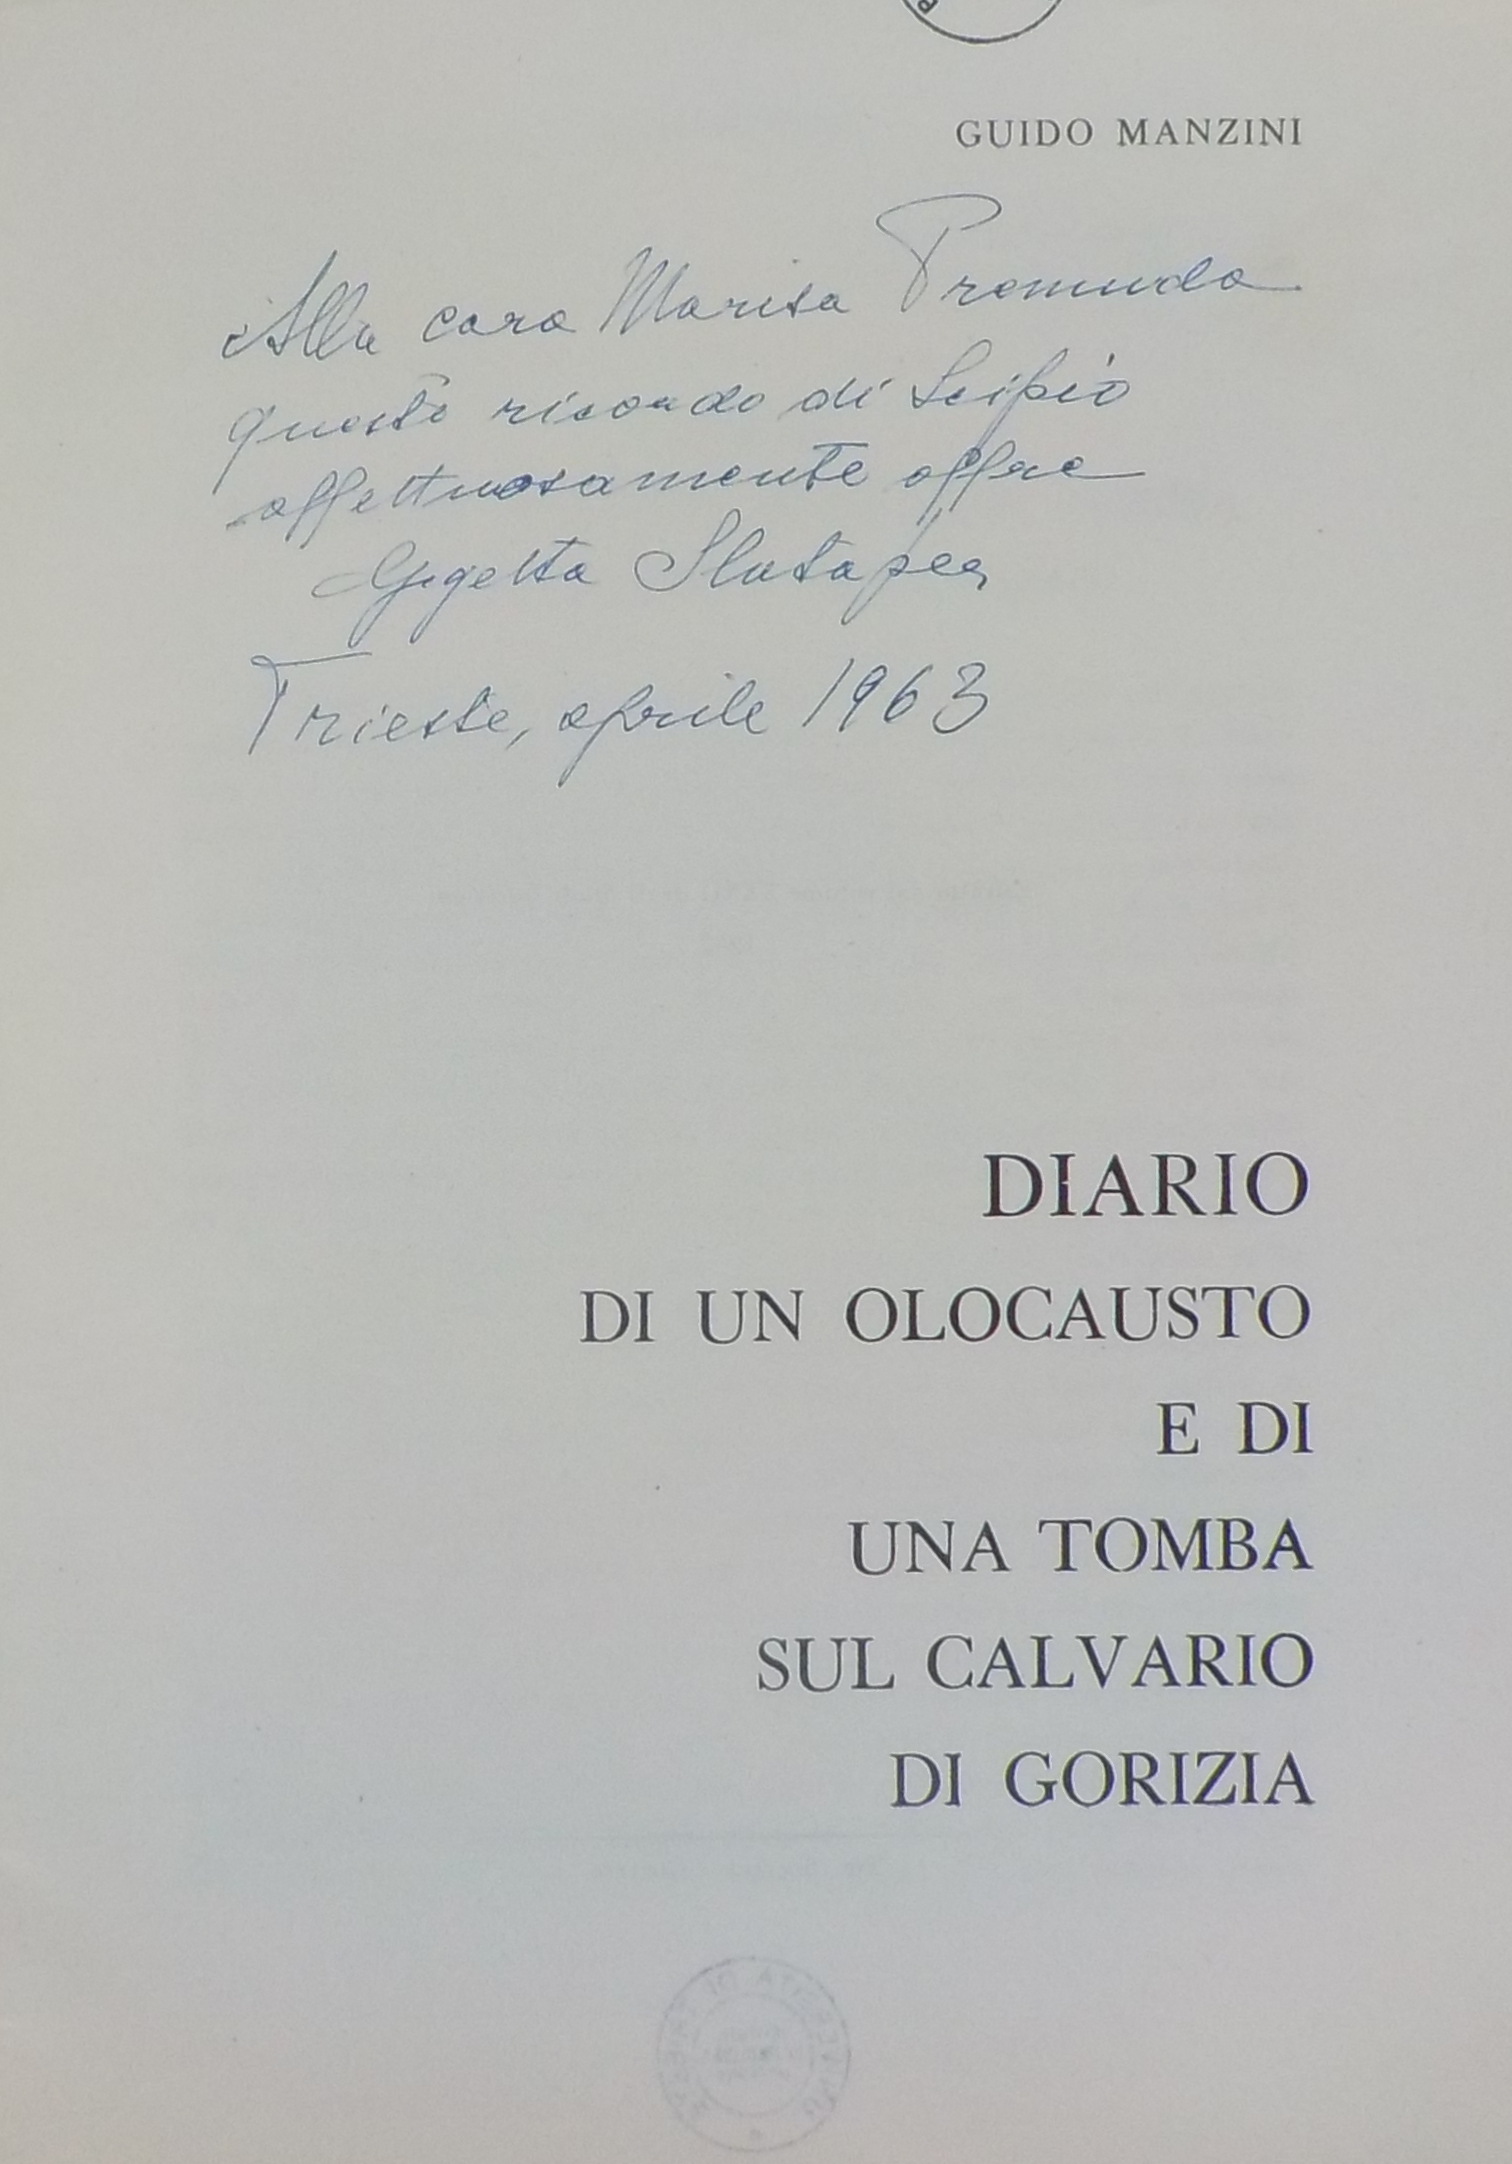 GUIDO MANZINI
Alla cara Marisa Premuda
questo ricordo di Scipio
affettuosamente offre
Gigetta Slataper
Trieste, aprile 1963
DIARIO
DI UN OLOCAUSTO
E DI
UNA TOMBA
SUL CALVARIO
DI GORIZIA